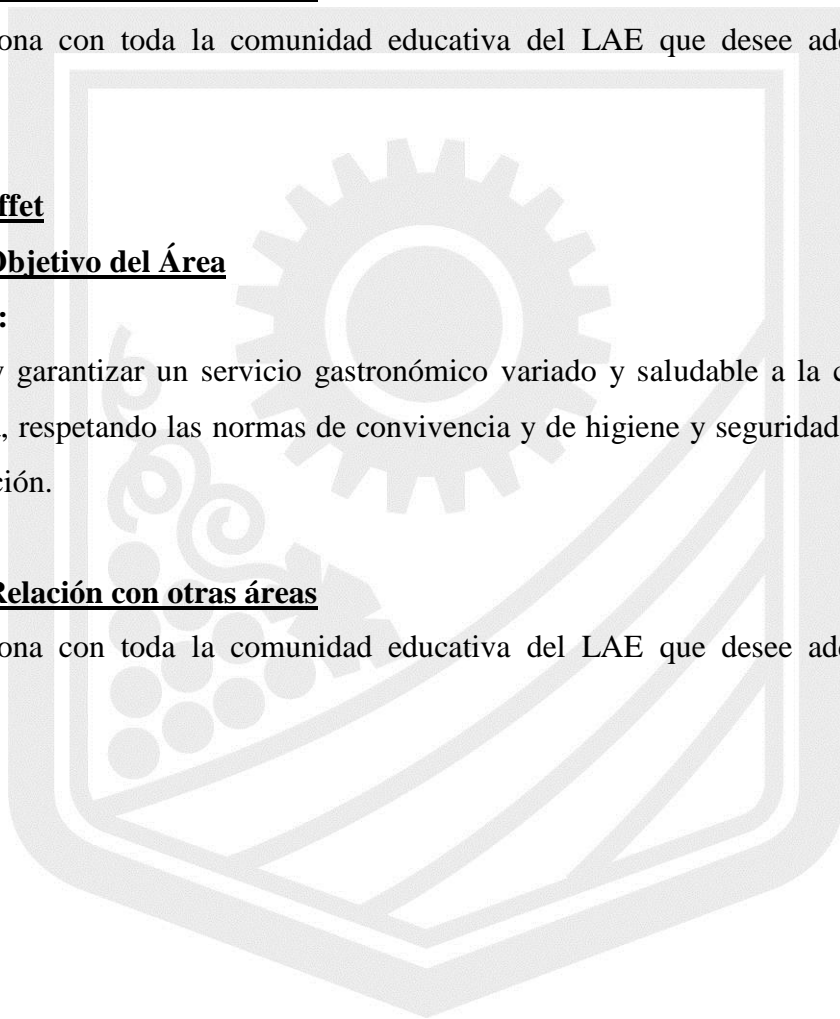 ona con toda la comunidad educativa del LAE que desee ad
ffet
Objetivo del Área
:
y garantizar un servicio gastronómico variado y saludable a la c
, respetando las normas de convivencia y de higiene y seguridad
ción.
Relación con otras áreas
ona con toda la comunidad educativa del LAE que desee ad